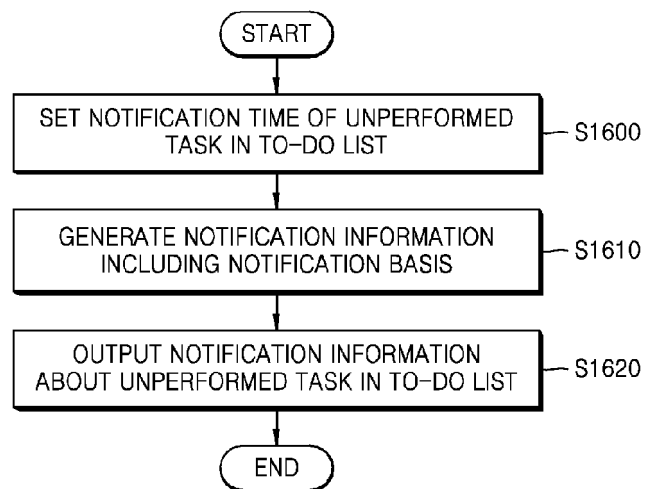 START
SET NOTIFICATION TIME OF UNPERFORMED
TASK IN TO-DO LIST
S1600
GENERATE NOTIFICATION INFORMATION
INCLUDING NOTIFICATION BASIS
S1610
OUTPUT NOTIFICATION INFORMATION
ABOUT UNPERFORMED TASK IN TO-DO LIST
S1620
END